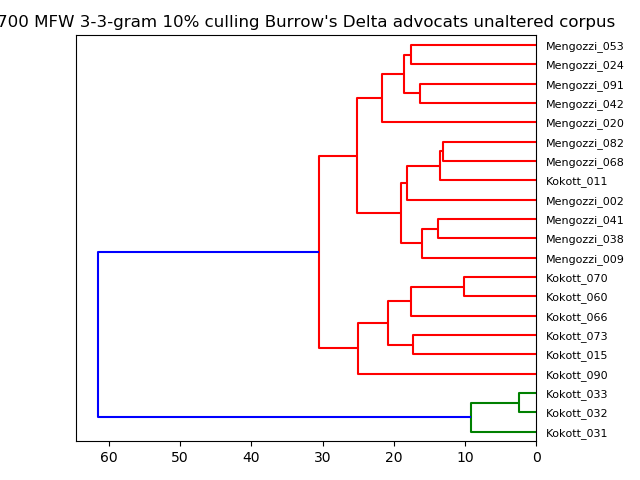 700 MFW 3-3-gram 10% culling Burrow's Delta advocats unaltered corpus
Mengozzi_053
Mengozzi_024
Mengozzi_091
Mengozzi_042
Mengozzi_020
Mengozzi_082
Mengozzi_068
Kokott_011
Mengozzi_002
Mengozzi_041
Mengozzi_038
Mengozzi_009
Kokott_070
Kokott_060
Kokott_066
Kokott_073
Kokott_015
Kokott_090
Kokott_033
Kokott_032
Kokott_031
60 50 40 30 20 10 0